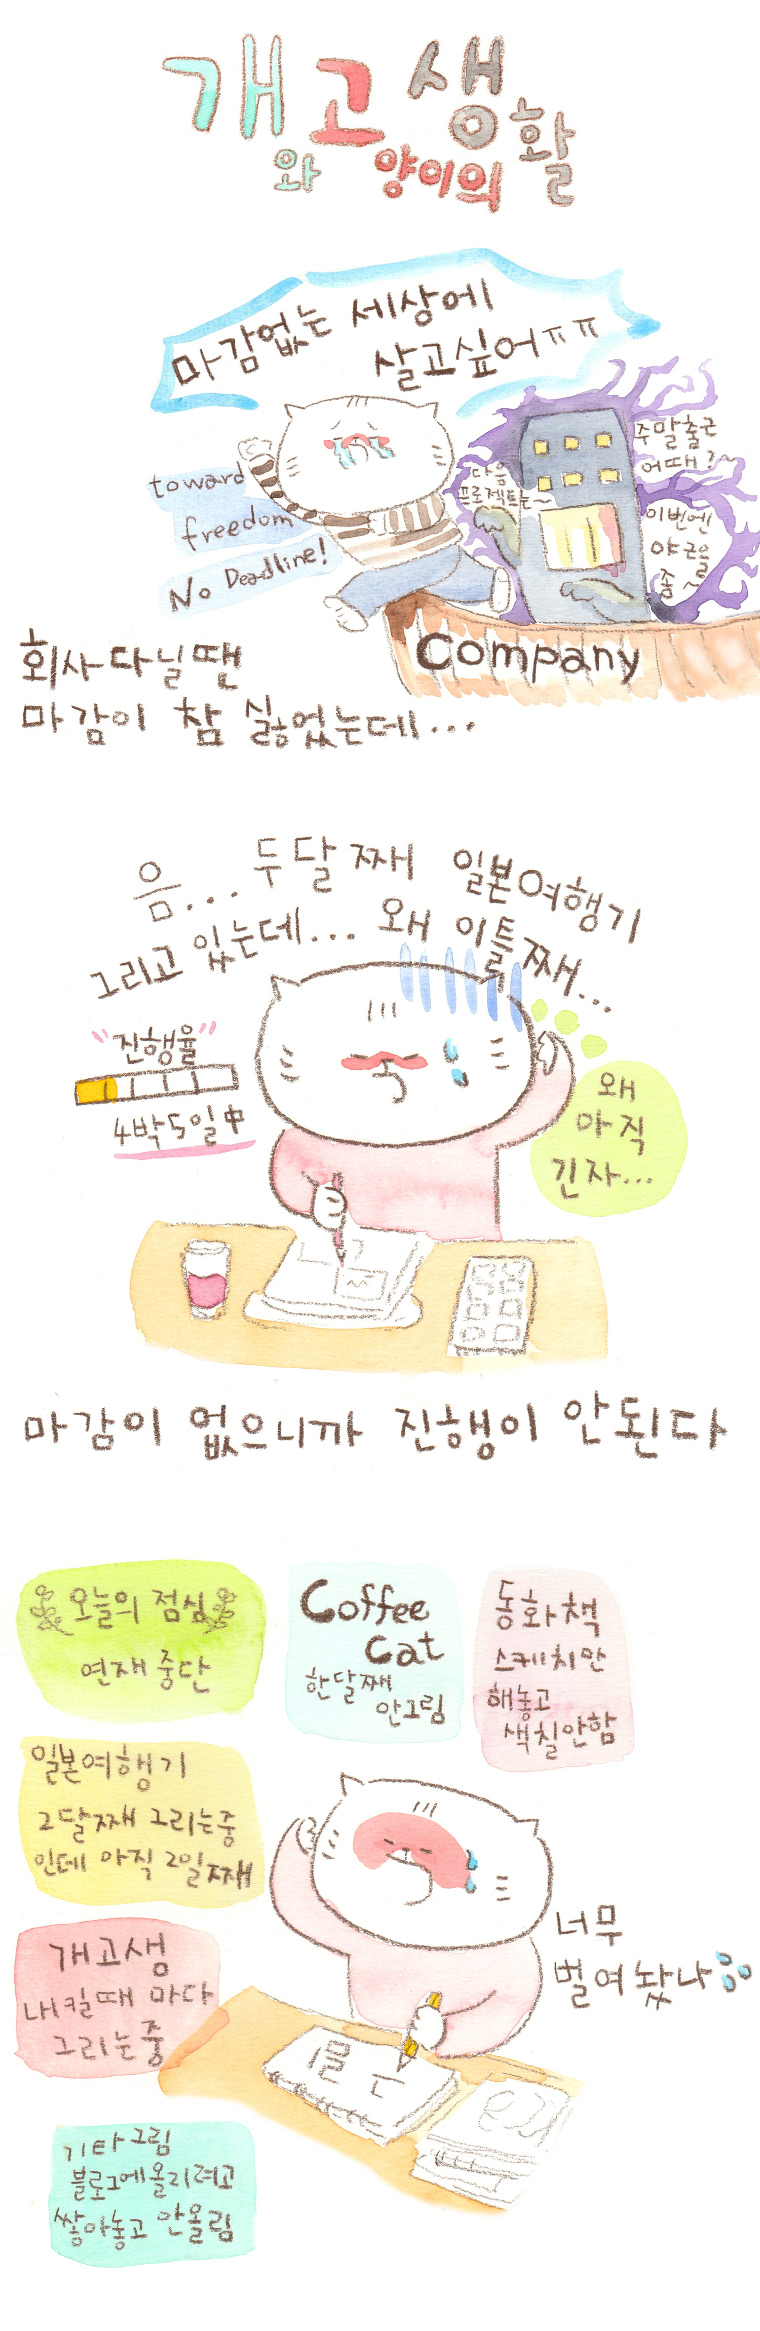 개와 고양이의 생활
마감없는 세상에
살고싶어ㅠㅠ
toward
freedom
No Deadline!
다음
프로젝트는~
주말출근
어때?~
이번엔
야근을
좀~
Company
회사다닐땐
마감이 참 싫었는데...
음... 두달째 일본여행기
그리고 있는데... 왜 이틀째...
"진행율"
4박5일中
왜
아직
긴자...
마감이 없으니까 진행이 안된다
오늘의 점심
연재중단
Coffee
Cat
한달째
안그림
동화책
스케치만
해놓고
색칠안함
일본여행기
2달째 그리는중
인데 아직 2일째
개고생
내킬때 마다
그리는중
너무
벌여놨나
기타그림
블로그에올리려고
쌓아놓고 안올림